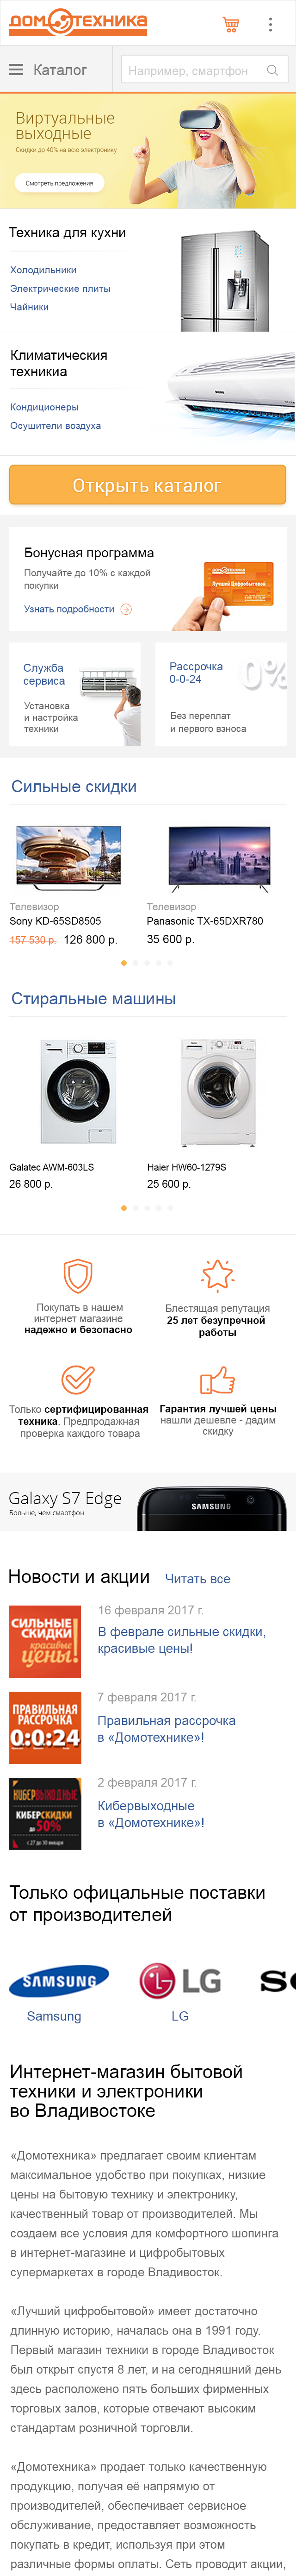 ДОМОТЕХНИКА
Каталог
Например, смартфон
Виртуальные
выходные
Скидки до 40% на всю электронику
Смотреть предложения
Техника для кухни
Холодильники
Электрические плиты
Чайники
Климатическия
техникиа
Кондиционеры
Осушители воздуха
Открыть каталог
Бонусная программа
Получайте до 10% с каждой
покупки
Узнать подробности
Лучший Цифробытовой
Служба
сервиса
Установка
и настройка
техники
Рассрочка
0-0-24
0%
Без переплат
и первого взноса
Сильные скидки
Телевизор
Sony KD-65SD8505
157 530 р. 126 800 р.
Телевизор
Panasonic TX-65DXR780
35 600 р.
Стиральные машины
Galatec AWM-603LS
26 800 р.
Haier HW60-1279S
25 600 р.
Покупать в нашем
интернет магазине
надежно и безопасно
Блестящая репутация
25 лет безупречной
работы
Только сертифицированная
техника. Предпродажная
проверка каждого товара
Гарантия лучшей цены
нашли дешевле - дадим
скидку
Galaxy S7 Edge
Больше, чем смартфон
SAMSUNG
Новости и акции Читать все
СИЛЬНЫЕ
СКИДКИ
красивые
цены!
16 февраля 2017 г.
В феврале сильные скидки,
красивые цены!
ПРАВИЛЬНАЯ
РАССРОЧКА
0:0:24
7 февраля 2017 г.
Правильная рассрочка
в «Домотехнике»!
КИБЕРВЫХОДНЫЕ
КИБЕРСКИДКИ
до 50%
с 27 до 30 января
2 февраля 2017 г.
Кибервыходные
в «Домотехнике»!
Только офицальные поставки
от производителей
SAMSUNG
LG
SO
Samsung
LG
Интернет-магазин бытовой
техники и электроники
во Владивостоке
«Домотехника» предлагает своим клиентам
максимальное удобство при покупках, низкие
цены на бытовую технику и электронику,
качественный товар от производителей. Мы
создаем все условия для комфортного шопинга
в интернет-магазине и цифробытовых
супермаркетах в городе Владивосток.
«Лучший цифробытовой» имеет достаточно
длинную историю, началась она в 1991 году.
Первый магазин техники в городе Владивосток
был открыт спустя 8 лет, и на сегодняшний день
здесь расположено пять больших фирменных
торговых залов, которые отвечают высоким
стандартам розничной торговли.
«Домотехника» продает только качественную
продукцию, получая её напрямую от
производителей, обеспечивает сервисное
обслуживание, предоставляет возможность
покупать в кредит, используя при этом
различные формы оплаты. Сеть проводит акции,